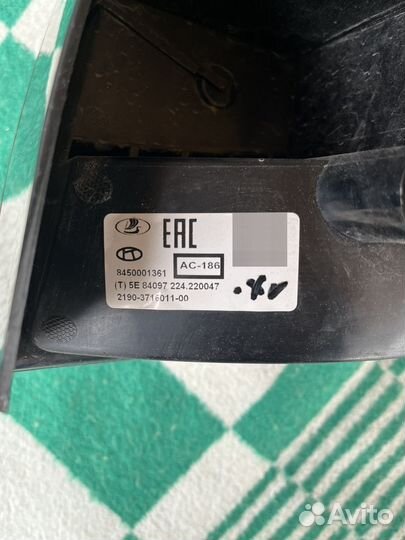 EAC
8450001361
AC-186
(T) 5E 84097 224.220047
2190-3716011-00
Avito